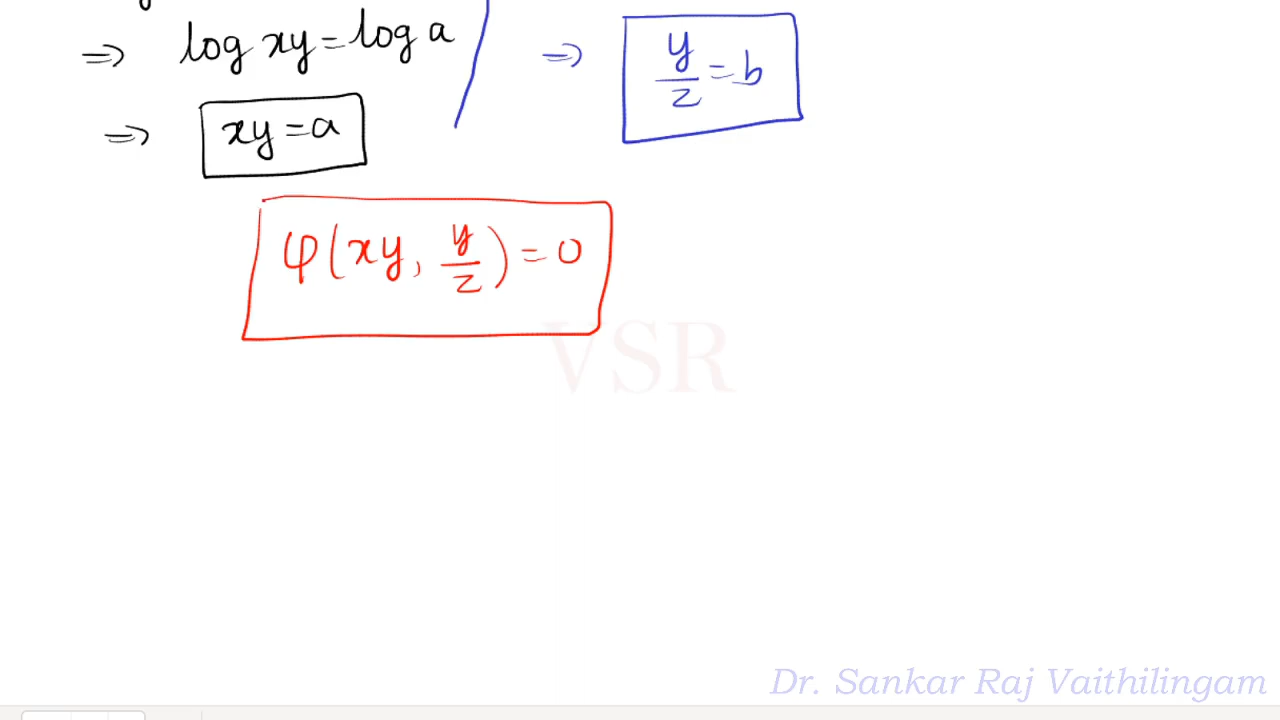 ⇒ log xy = log a
⇒ xy = a
⇒ y/z = b
φ(xy, y/z) = 0
VSR
Dr. Sankar Raj Vaithilingam